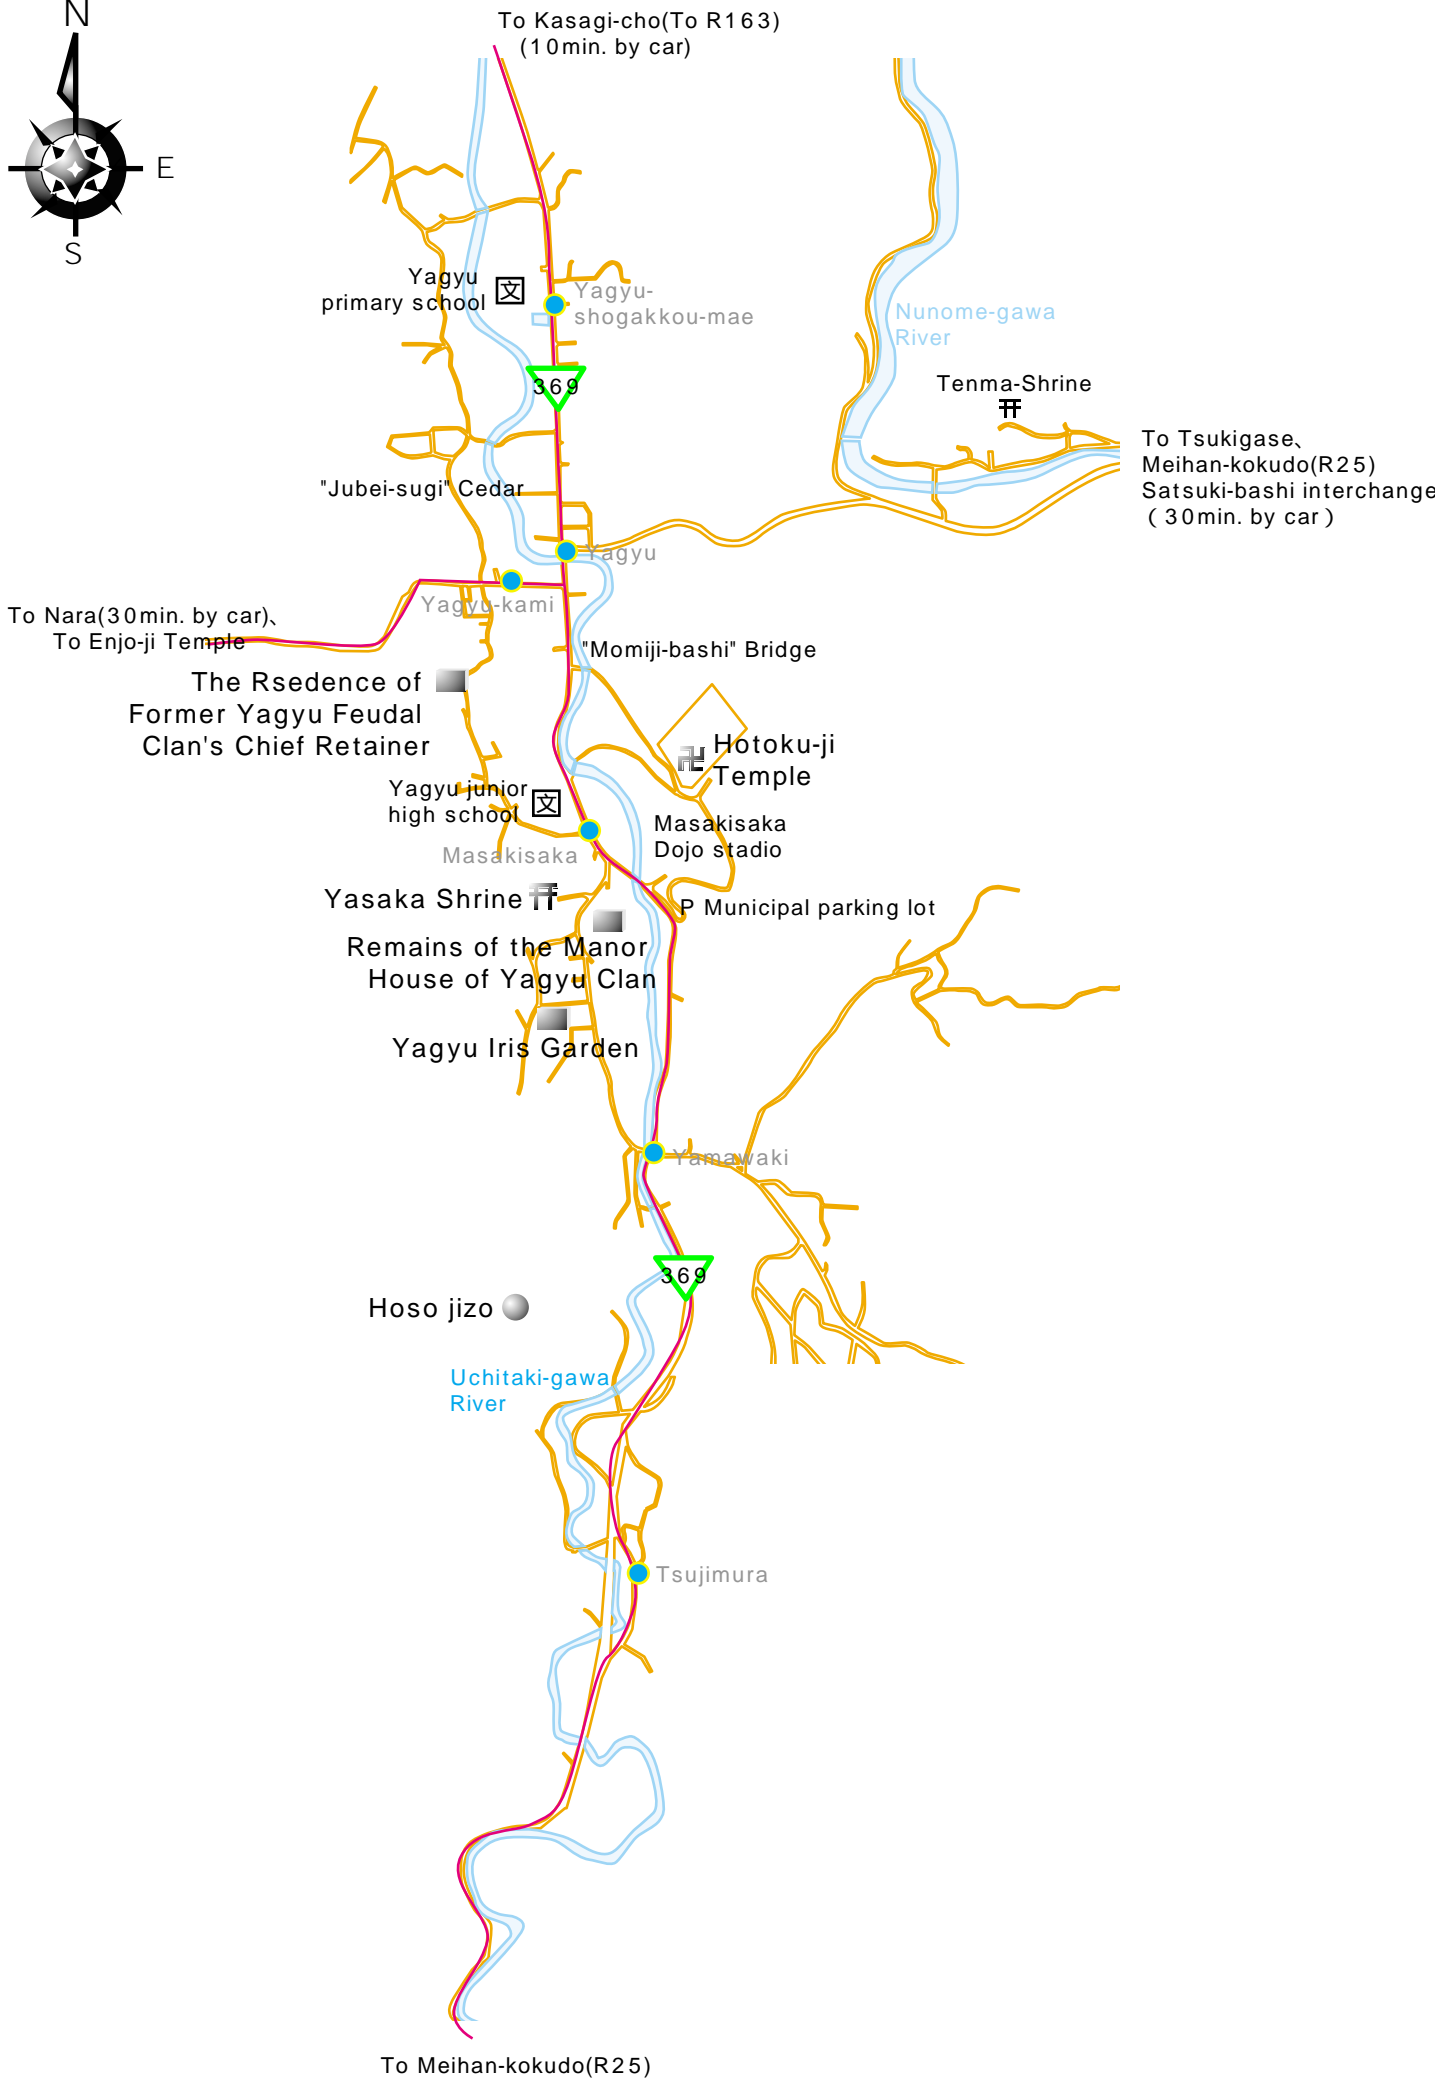 N
To Kasagi-cho(To R163)
(10min. by car)
E
S
Yagyu
primary school
文
Yagyu-
shogakkou-mae
Nunome-gawa
River
369
Tenma-Shrine
To Tsukigase、
Meihan-kokudo(R25)
Satsuki-bashi interchange
( 30min. by car )
"Jubei-sugi" Cedar
Yagyu
Yagyu-kami
To Nara(30min. by car)、
To Enjo-ji Temple
"Momiji-bashi" Bridge
The Rsedence of
Former Yagyu Feudal
Clan's Chief Retainer
Hotoku-ji
Temple
Yagyu junior
high school
文
Masakisaka
Dojo stadio
Masakisaka
Yasaka Shrine
P Municipal parking lot
Remains of the Manor
House of Yagyu Clan
Yagyu Iris Garden
Yamawaki
369
Hoso jizo
Uchitaki-gawa
River
Tsujimura
To Meihan-kokudo(R25)